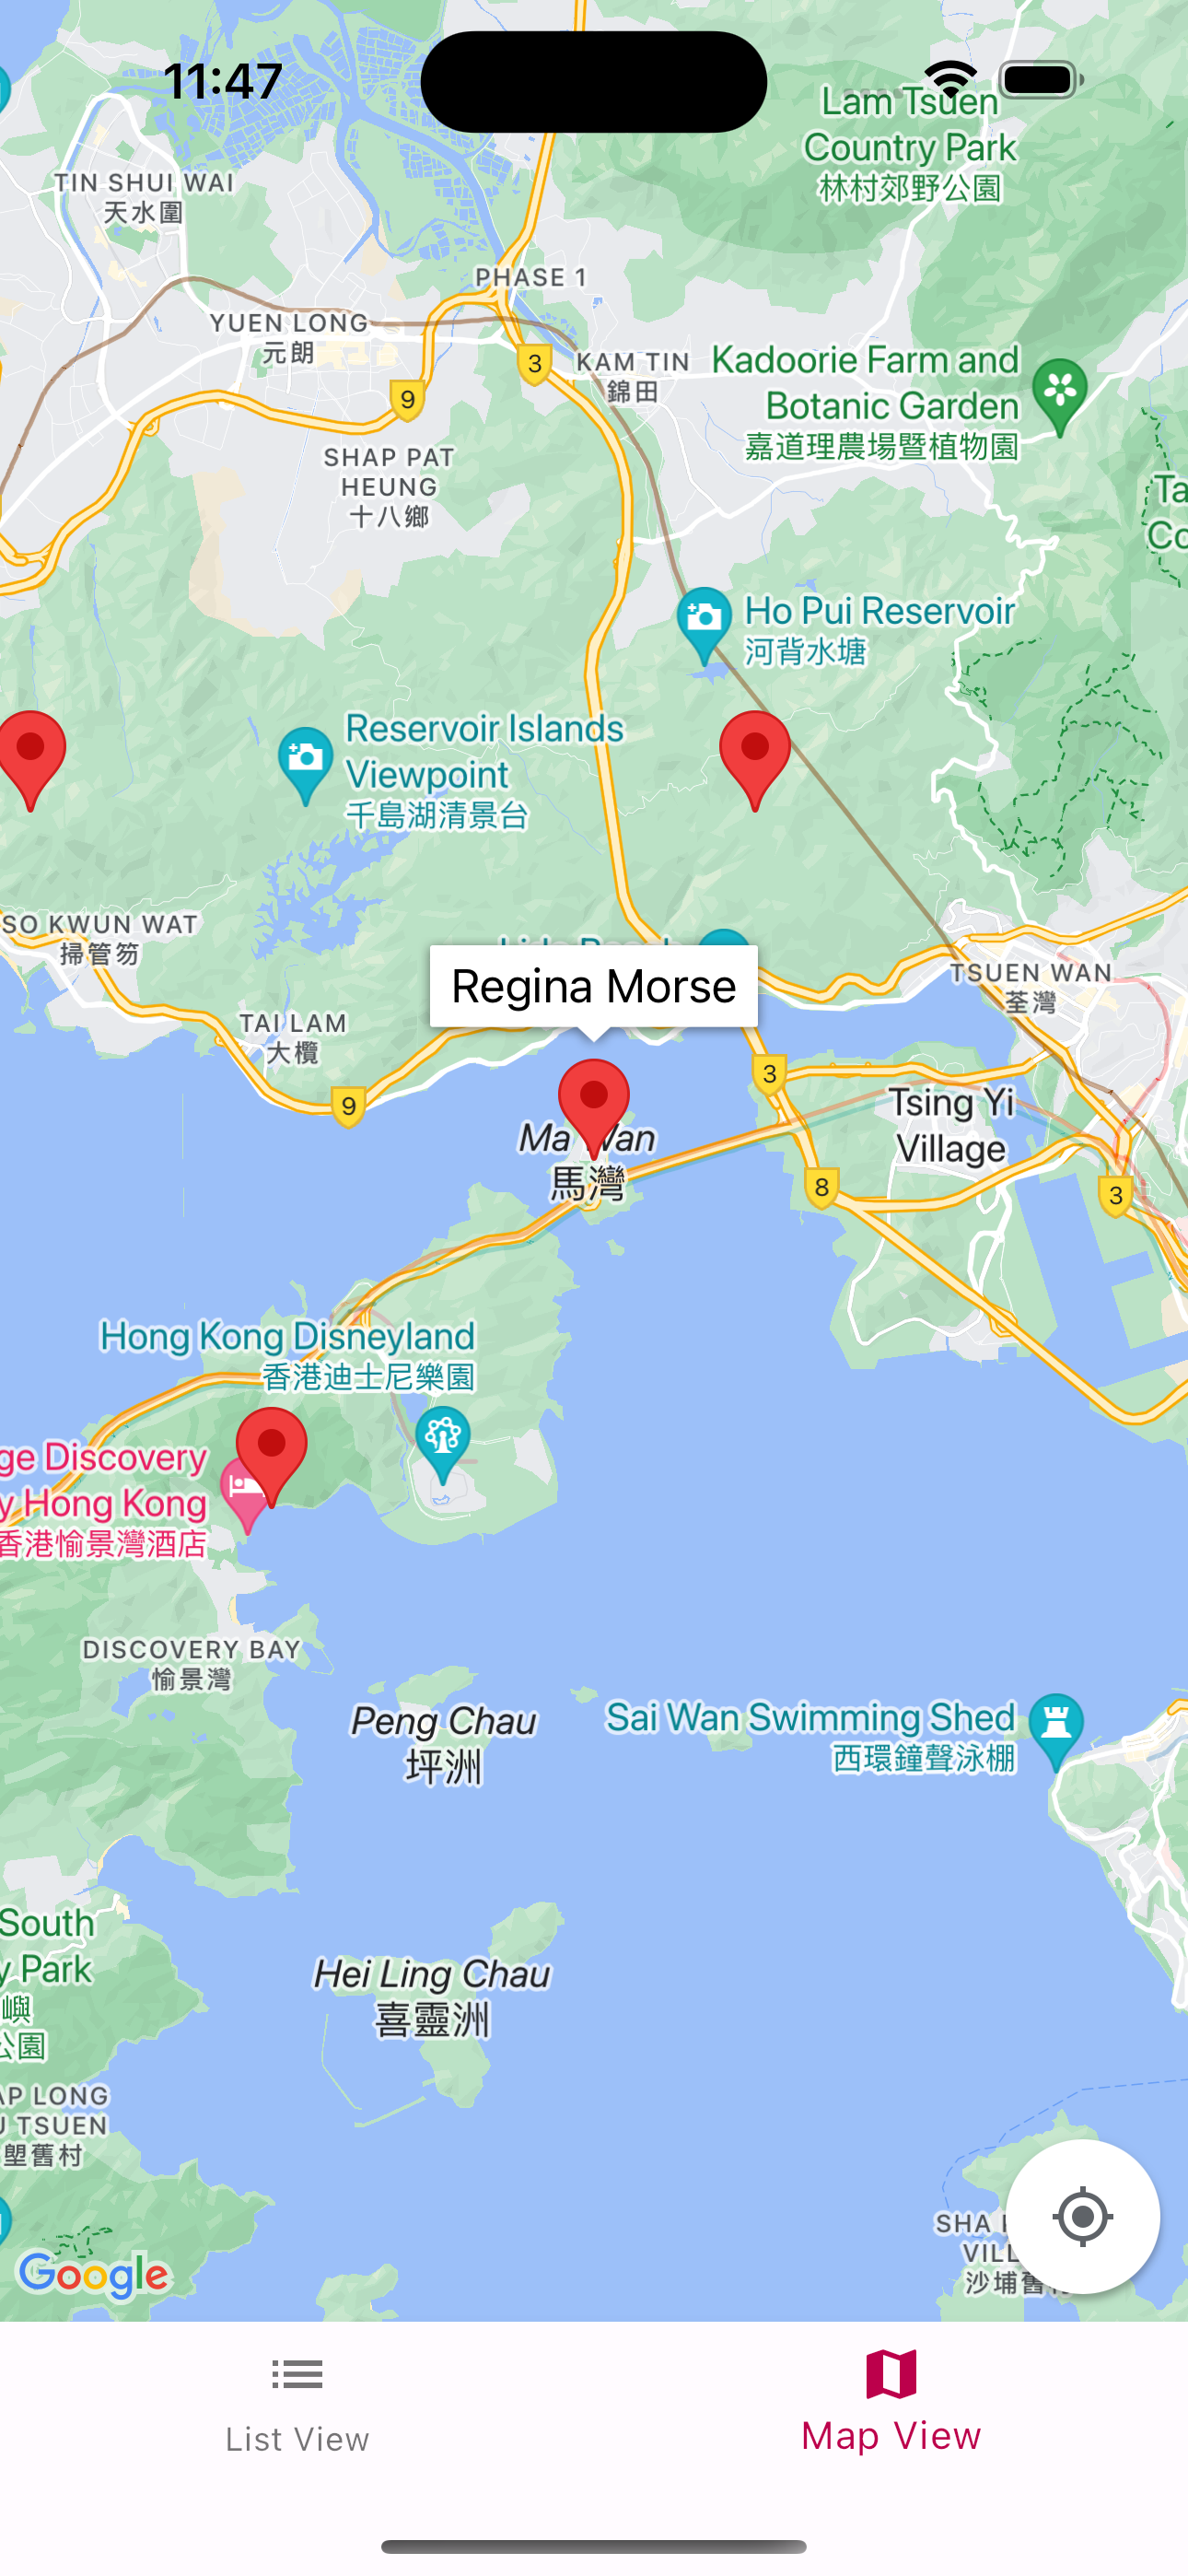 11:47
Lam Tsuen
Country Park
林村郊野公園
TIN SHUI WAI
天水圍
PHASE 1
YUEN LONG
元朗
3
KAM TIN
錦田
Kadoorie Farm and
Botanic Garden
嘉道理農場暨植物園
9
SHAP PAT
HEUNG
十八鄉
Ta
Co
Ho Pui Reservoir
河背水塘
Reservoir Islands
Viewpoint
千島湖清景台
SO KWUN WAT
掃管笏
Regina Morse
TSUEN WAN
荃灣
TAI LAM
大欖
9
3
Tsing Yi
Village
Ma Wan
馬灣
8
3
Hong Kong Disneyland
香港迪士尼樂園
ge Discovery
y Hong Kong
香港愉景灣酒店
DISCOVERY BAY
愉景灣
Peng Chau
坪洲
Sai Wan Swimming Shed
西環鐘聲泳棚
South
y Park
嶼
公園
Hei Ling Chau
喜靈洲
AP LONG
U TSUEN
塱舊村
SHA
VILL
沙埔舊
Google
List View
Map View